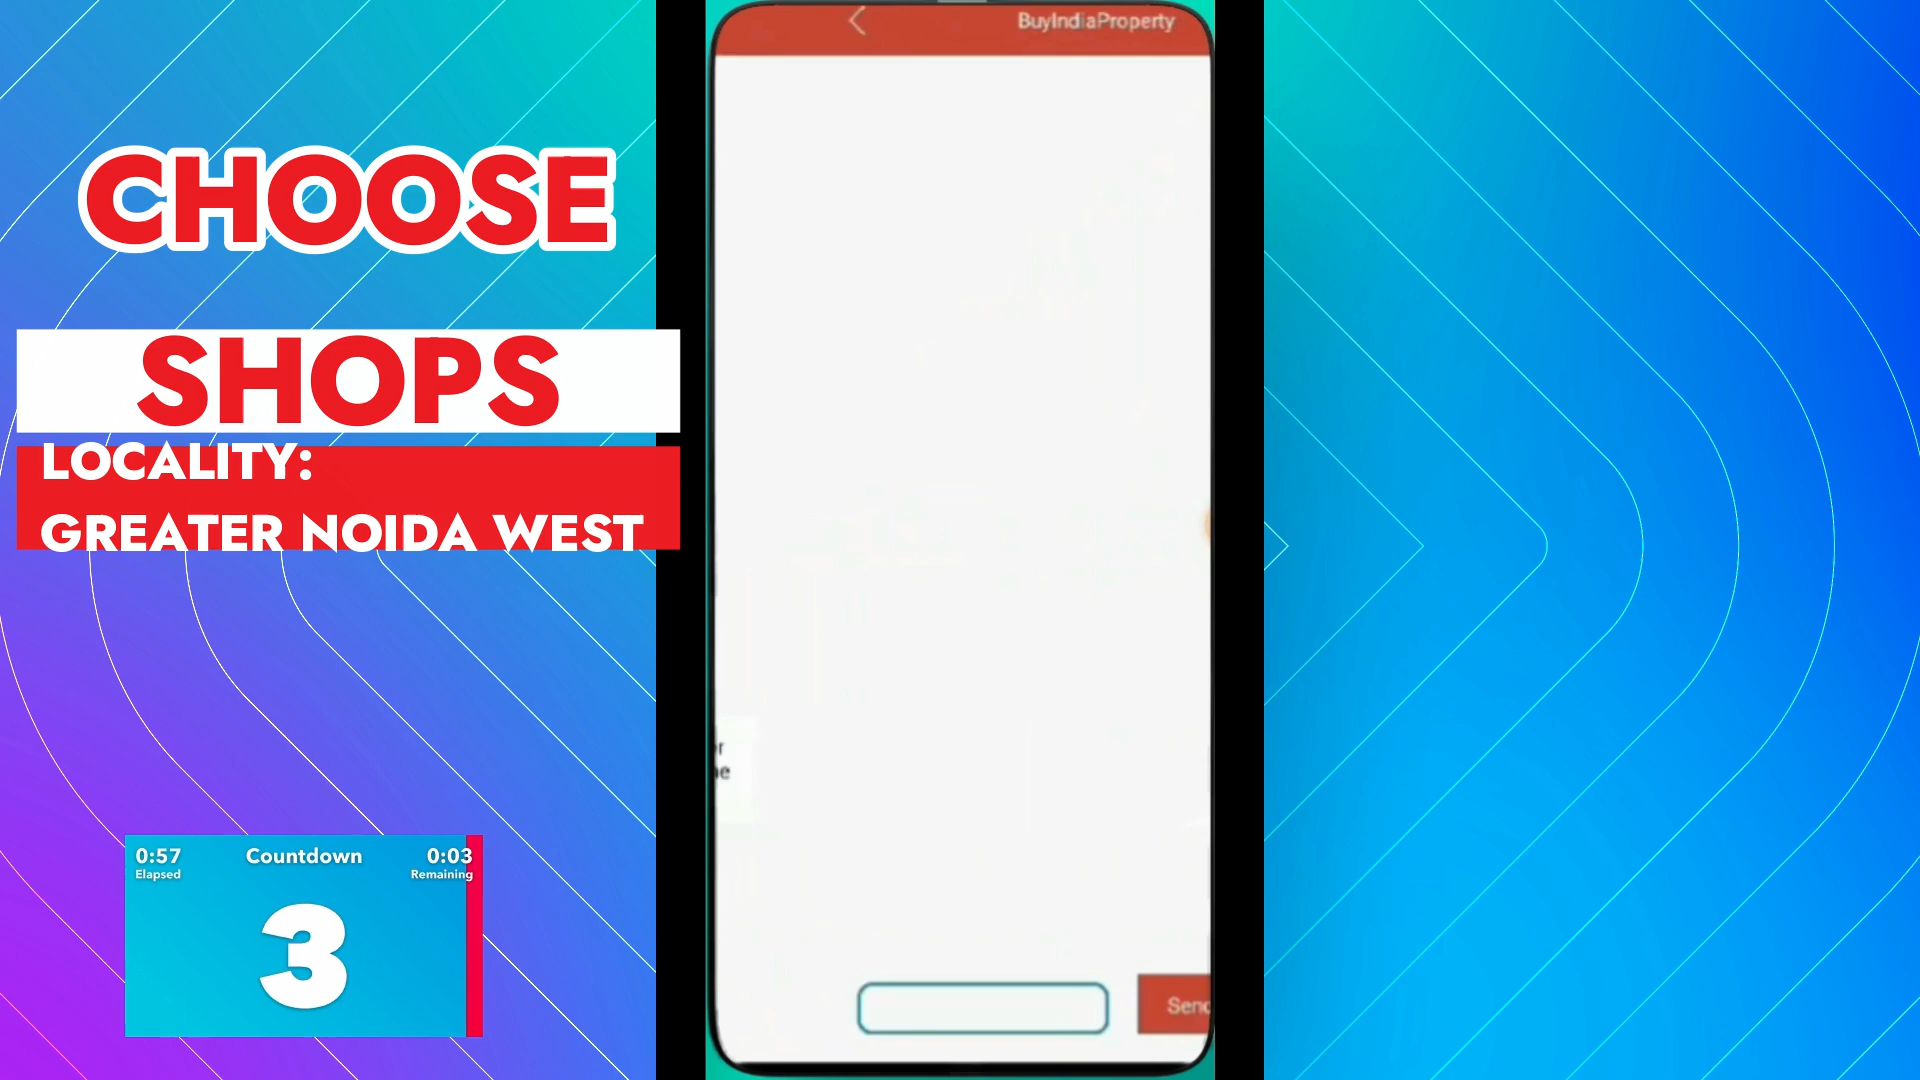 BuyIndiaProperty
CHOOSE
SHOPS
LOCALITY:
GREATER NOIDA WEST
0:57
Countdown
0:03
Elapsed
Remaining
3